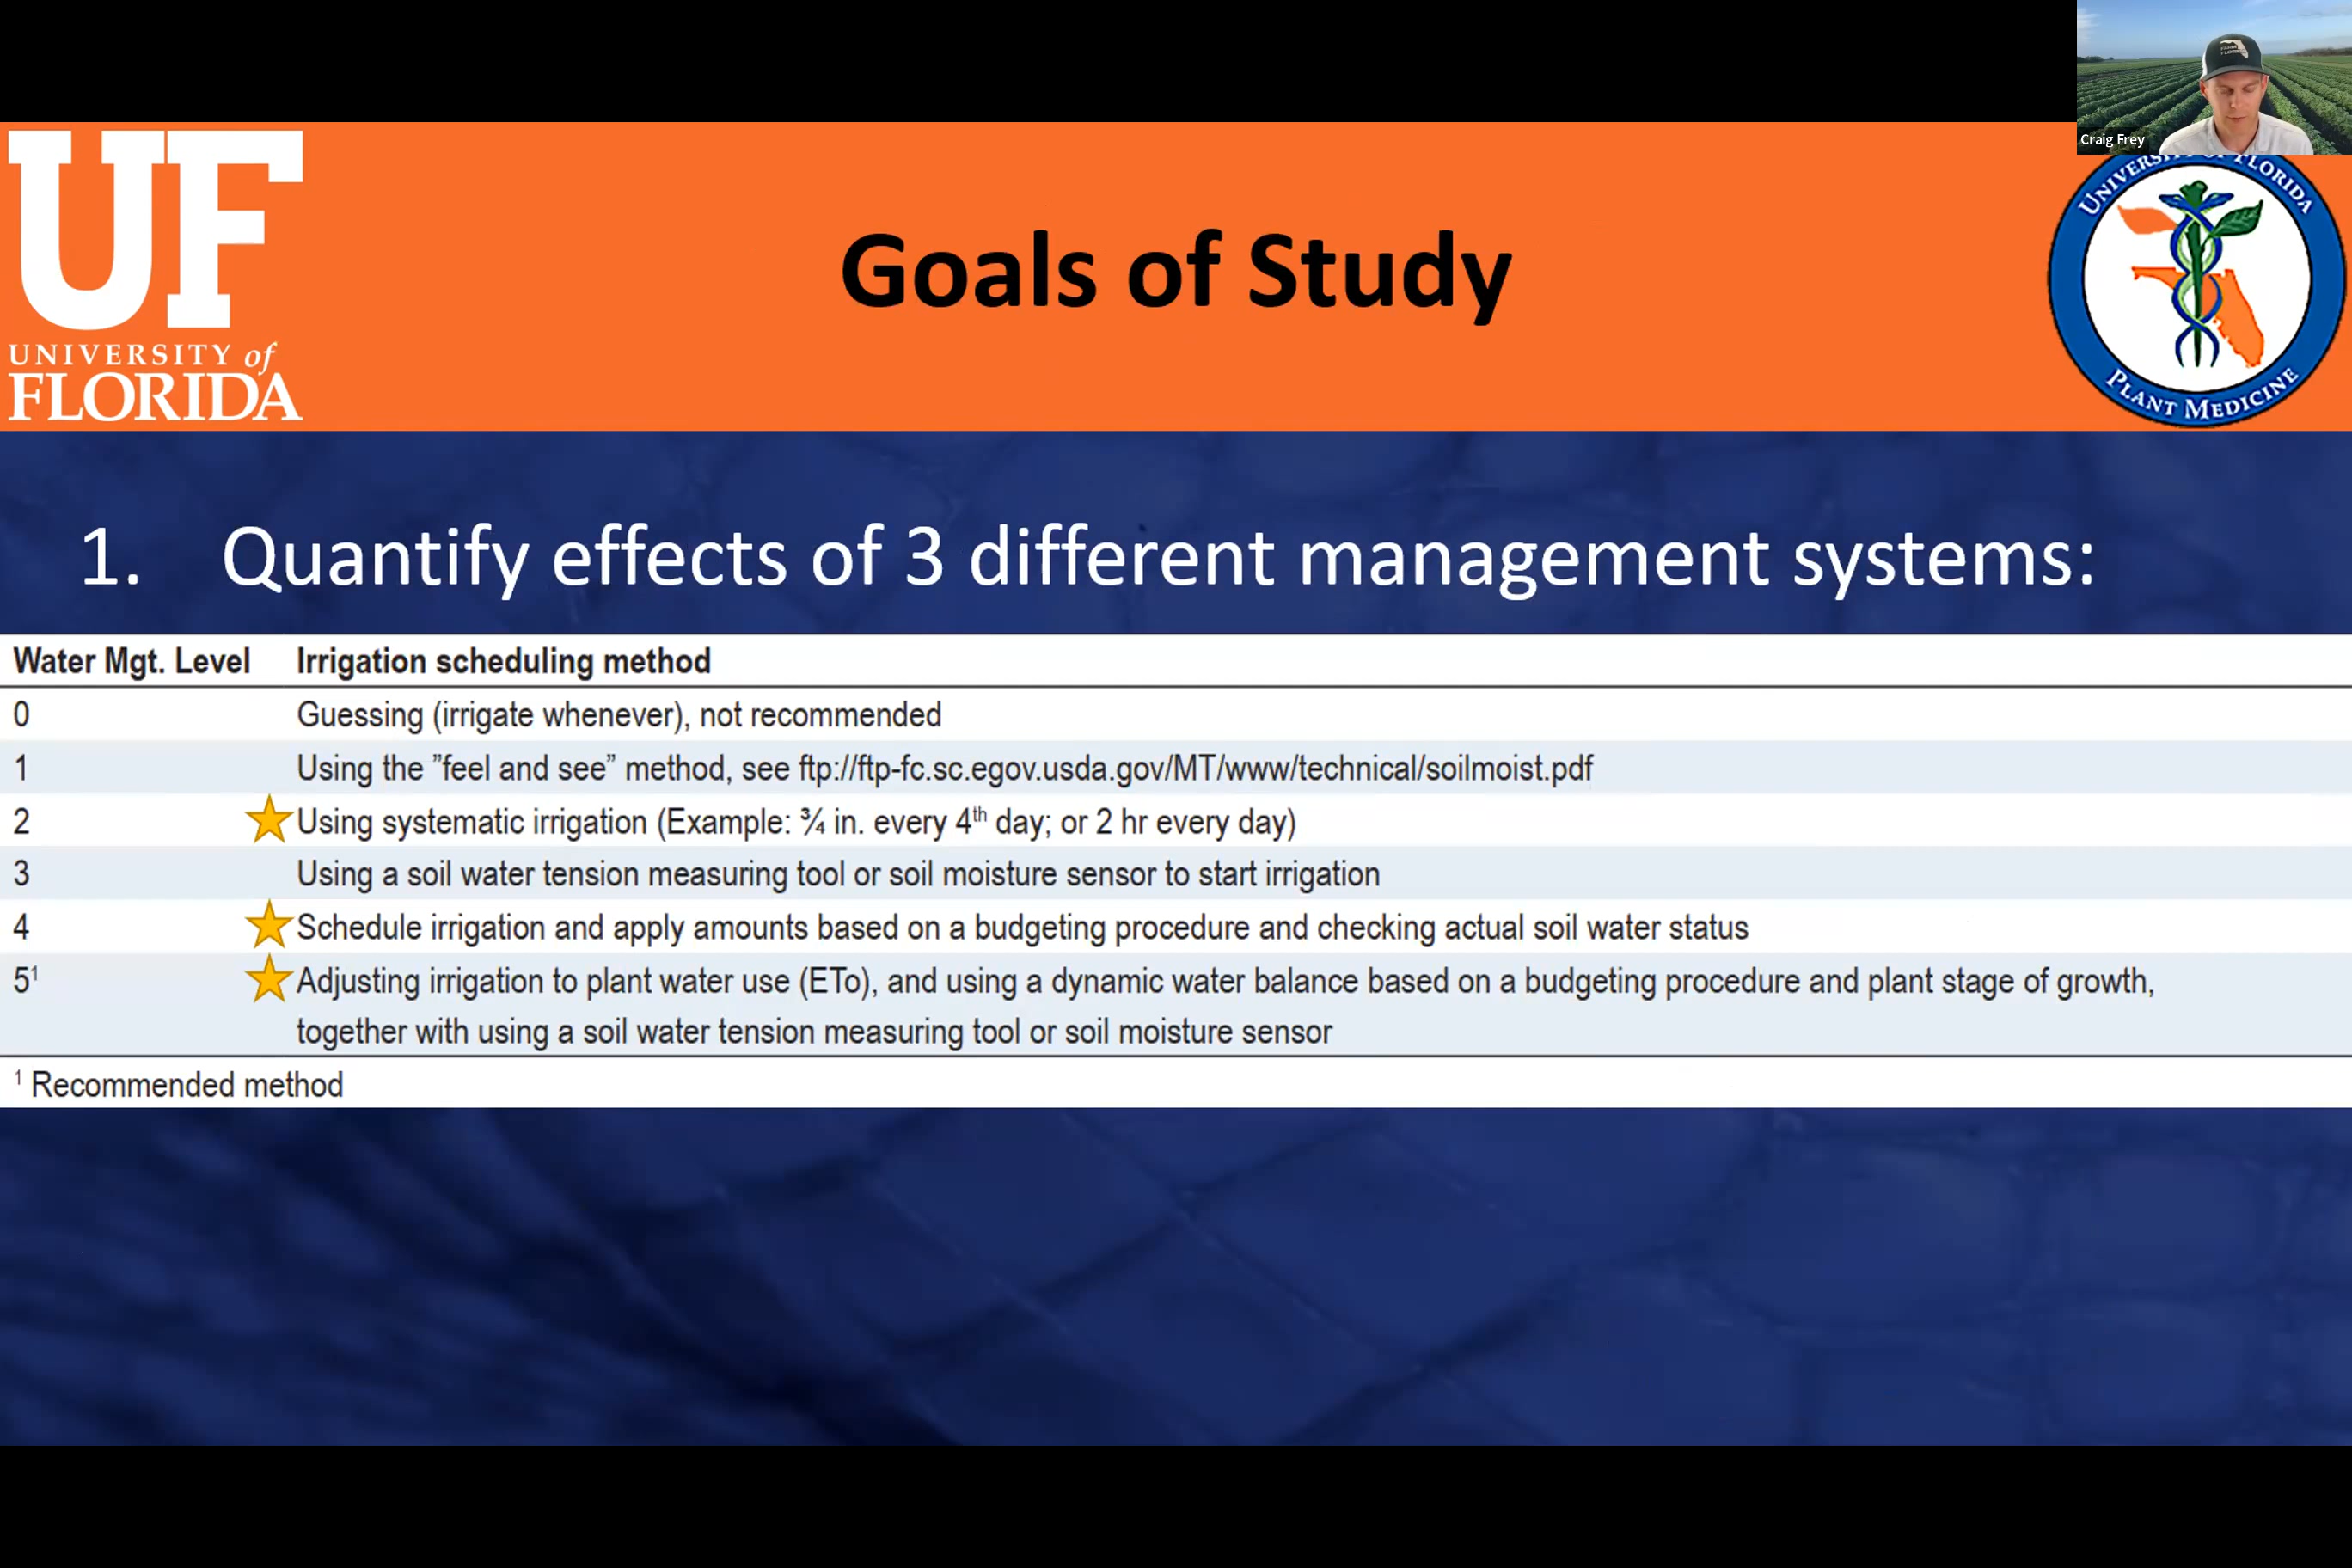 Craig Frey
UF
UNIVERSITY of
FLORIDA
Goals of Study
UNIVERSITY OF FLORIDA
PLANT MEDICINE
1. Quantify effects of 3 different management systems:
Water Mgt. Level Irrigation scheduling method
0 Guessing (irrigate whenever), not recommended
1 Using the ”feel and see” method, see ftp://ftp-fc.sc.egov.usda.gov/MT/www/technical/soilmoist.pdf
2 Using systematic irrigation (Example: ¾ in. every 4th day; or 2 hr every day)
3 Using a soil water tension measuring tool or soil moisture sensor to start irrigation
4 Schedule irrigation and apply amounts based on a budgeting procedure and checking actual soil water status
5¹ Adjusting irrigation to plant water use (ETo), and using a dynamic water balance based on a budgeting procedure and plant stage of growth,
together with using a soil water tension measuring tool or soil moisture sensor
¹ Recommended method